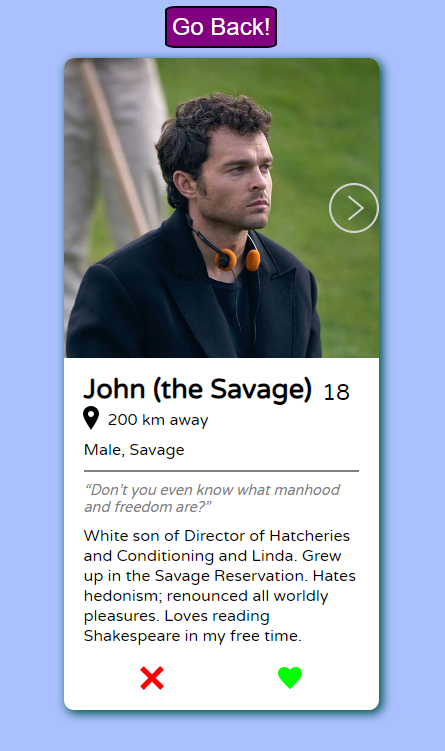 Go Back!
John (the Savage) 18
200 km away
Male, Savage
“Don’t you even know what manhood
and freedom are?”
White son of Director of Hatcheries
and Conditioning and Linda. Grew
up in the Savage Reservation. Hates
hedonism; renounced all worldly
pleasures. Loves reading
Shakespeare in my free time.